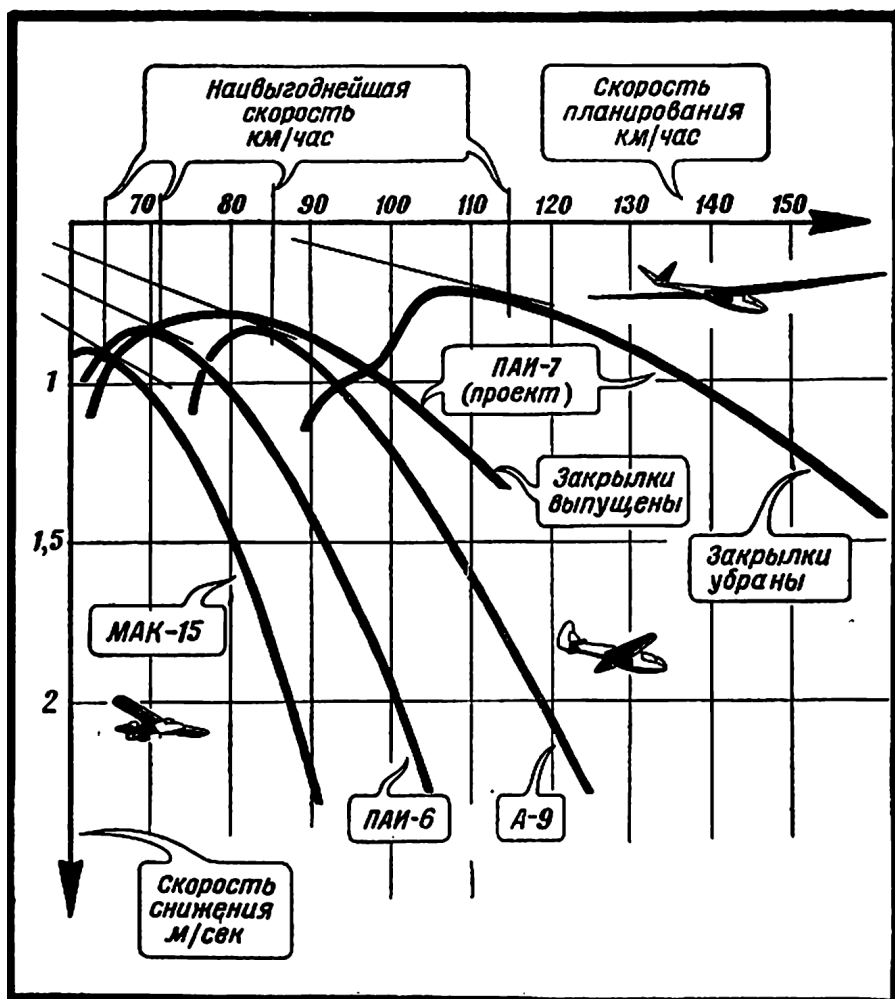 Наивыгоднейшая
скорость
км/час
Скорость
планирования
км/час
70 80 90 100 110 120 130 140 150
1
1,5
2
ПАИ-7
(проект)
Закрылки
выпущены
Закрылки
убраны
МАК-15
ПАИ-6
А-9
Скорость
снижения
м/сек